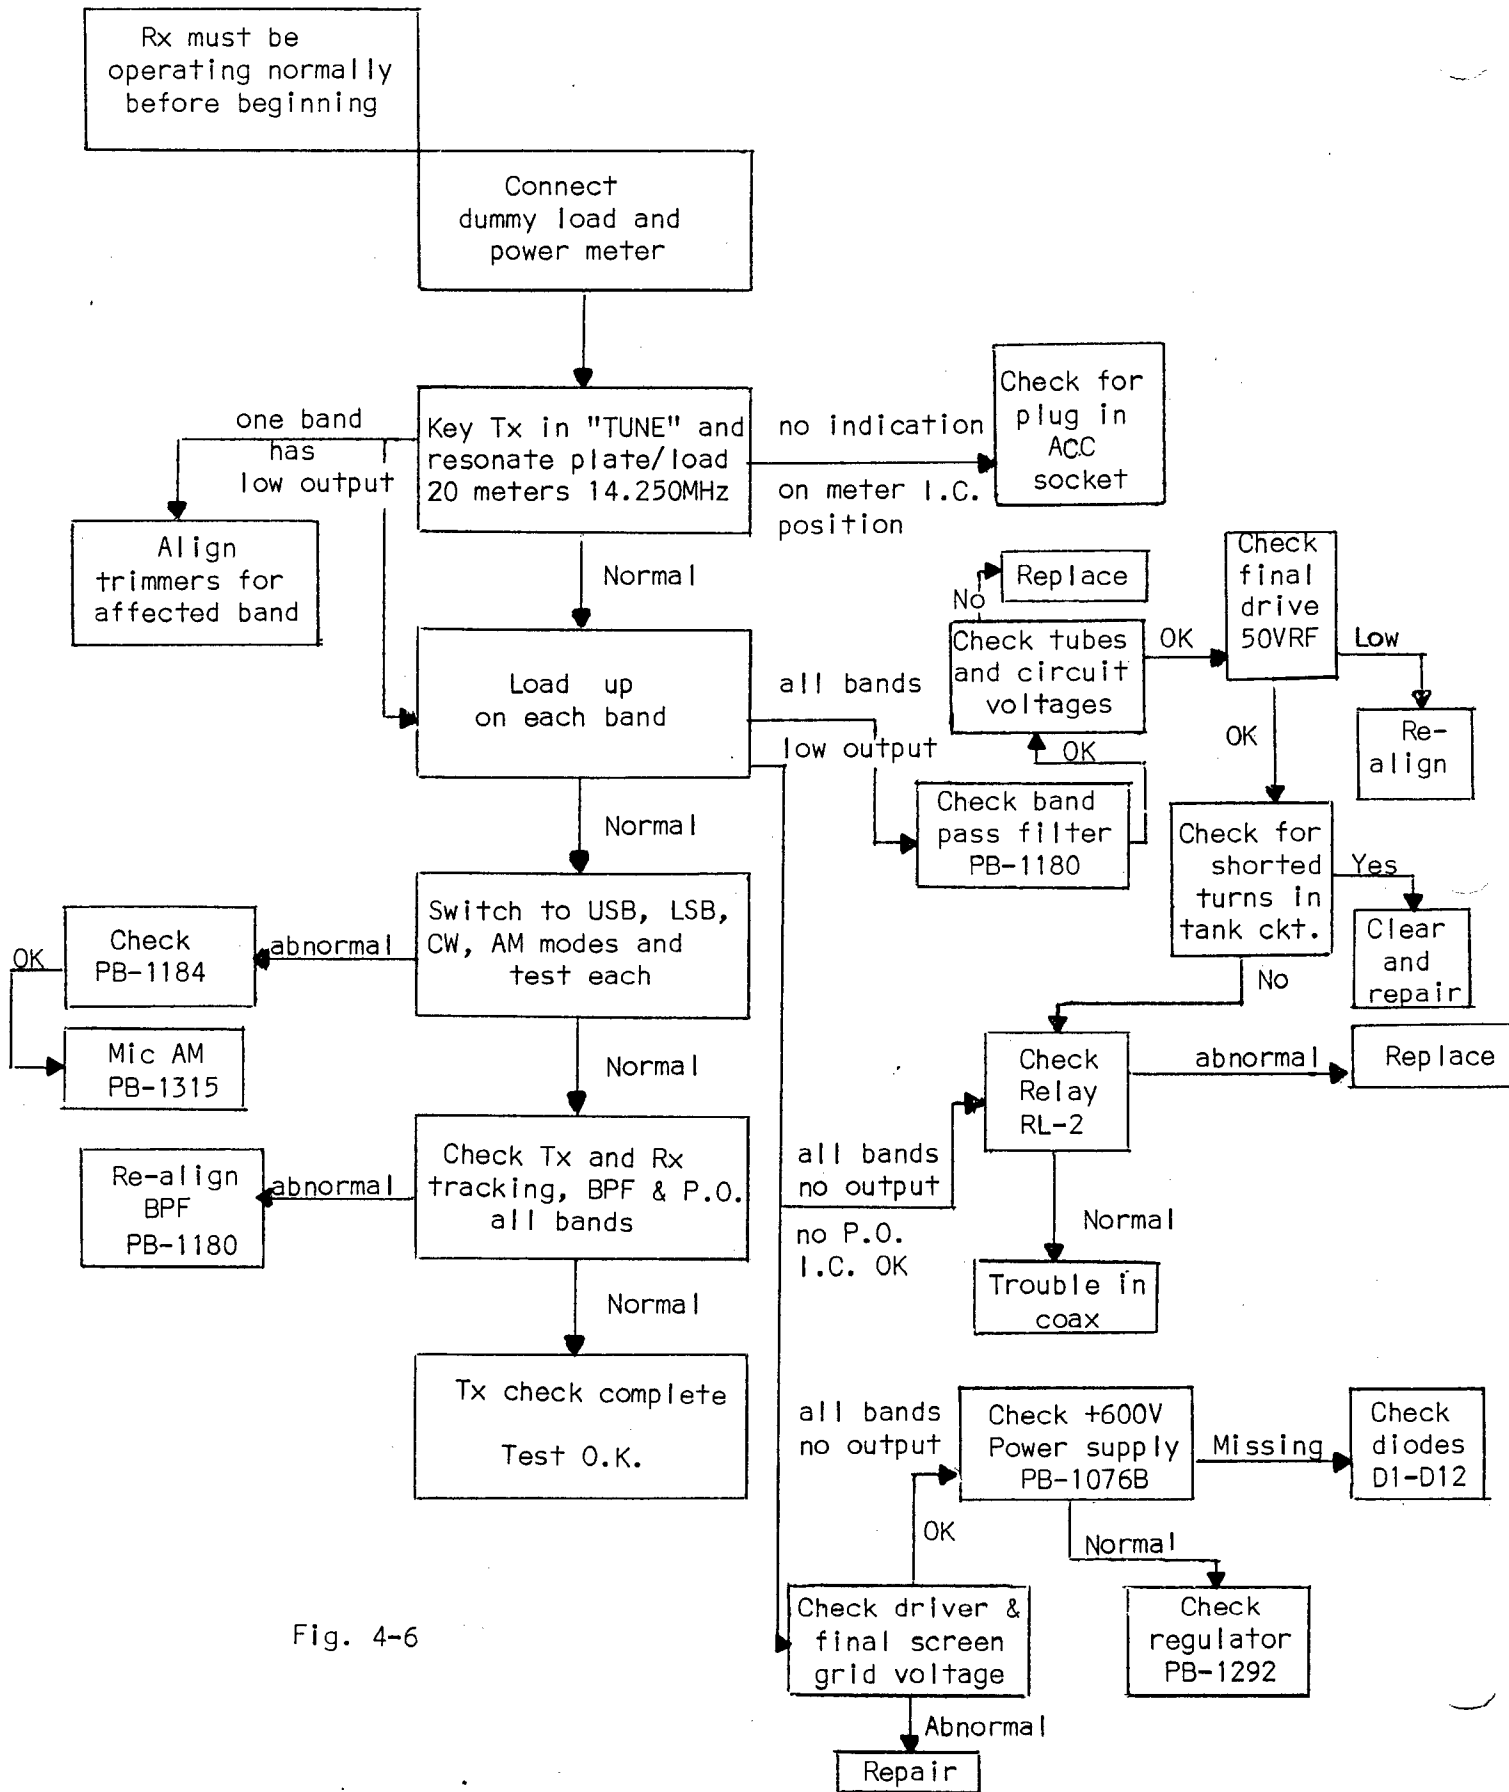 Rx must be
operating normally
before beginning
Connect
dummy load and
power meter
one band
has
low output
Key Tx in "TUNE" and
resonate plate/load
20 meters 14.250MHz
no indication
on meter I.C.
position
Check for
plug in
ACC
socket
Align
trimmers for
affected band
Normal
Load up
on each band
all bands
low output
Check band
pass filter
PB-1180
OK
Check tubes
and circuit
voltages
No
Replace
OK
Check
final
drive
50VRF
Low
Re-
align
OK
Check for
shorted
turns in
tank ckt.
Yes
Clear
and
repair
No
Normal
Switch to USB, LSB,
CW, AM modes and
test each
abnormal
Check
PB-1184
OK
Mic AM
PB-1315
Normal
Check Tx and Rx
tracking, BPF & P.O.
all bands
abnormal
Re-align
BPF
PB-1180
Normal
Tx check complete
Test O.K.
all bands
no output
no P.O.
I.C. OK
Check
Relay
RL-2
abnormal
Replace
Normal
Trouble in
coax
all bands
no output
Check +600V
Power supply
PB-1076B
Missing
Check
diodes
D1-D12
OK
Normal
Check
regulator
PB-1292
Check driver &
final screen
grid voltage
Abnormal
Repair
Fig. 4-6